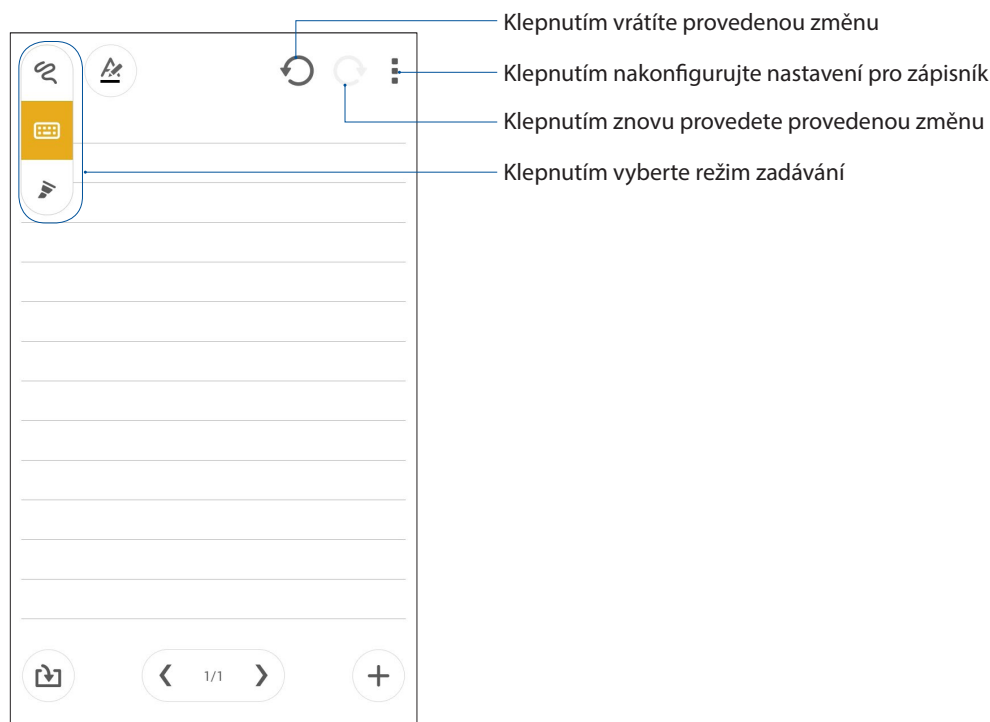 Klepnutím vrátíte provedenou změnu
Klepnutím nakonfigurujte nastavení pro zápisník
Klepnutím znovu provedete provedenou změnu
Klepnutím vyberte režim zadávání
1/1